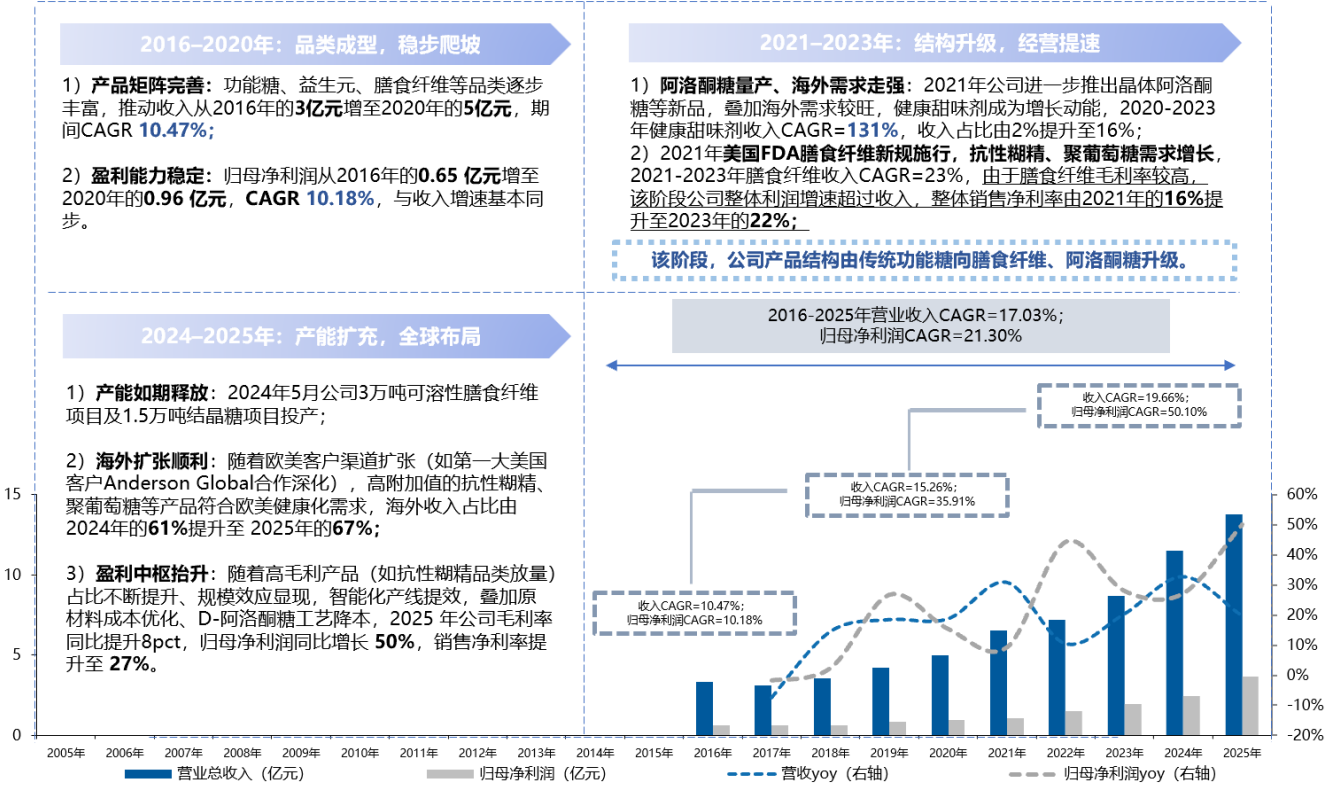 2016–2020年：品类成型，稳步爬坡
1）产品矩阵完善：功能糖、益生元、膳食纤维等品类逐步
丰富，推动收入从2016年的3亿元增至2020年的5亿元，期
间CAGR 10.47%；
2）盈利能力稳定：归母净利润从2016年的0.65 亿元增至
2020年的0.96 亿元，CAGR 10.18%，与收入增速基本同
步。
2021–2023年：结构升级，经营提速
1）阿洛酮糖量产、海外需求走强：2021年公司进一步推出晶体阿洛酮
糖等新品，叠加海外需求较旺，健康甜味剂成为增长动能，2020-2023
年健康甜味剂收入CAGR=131%，收入占比由2%提升至16%；
2）2021年美国FDA膳食纤维新规施行，抗性糊精、聚葡萄糖需求增长，
2021-2023年膳食纤维收入CAGR=23%，由于膳食纤维毛利率较高，
该阶段公司整体利润增速超过收入，整体销售净利率由2021年的16%提
升至2023年的22%；
该阶段，公司产品结构由传统功能糖向膳食纤维、阿洛酮糖升级。
2024–2025年：产能扩充，全球布局
1）产能如期释放：2024年5月公司3万吨可溶性膳食纤维
项目及1.5万吨结晶糖项目投产；
2）海外扩张顺利：随着欧美客户渠道扩张（如第一大美国
客户Anderson Global合作深化），高附加值的抗性糊精、
聚葡萄糖等产品符合欧美健康化需求，海外收入占比由
2024年的61%提升至 2025年的67%；
3）盈利中枢抬升：随着高毛利产品（如抗性糊精品类放量）
占比不断提升、规模效应显现，智能化产线提效，叠加原
材料成本优化、D-阿洛酮糖工艺降本，2025 年公司毛利率
同比提升8pct，归母净利润同比增长 50%，销售净利率提
升至 27%。
2016-2025年营业收入CAGR=17.03%；
归母净利润CAGR=21.30%
收入CAGR=19.66%；
归母净利润CAGR=50.10%
收入CAGR=15.26%；
归母净利润CAGR=35.91%
收入CAGR=10.47%；
归母净利润CAGR=10.18%
15
10
5
0
60%
50%
40%
30%
20%
10%
0%
-10%
-20%
2005年 2006年 2007年 2008年 2009年 2010年 2011年 2012年 2013年 2014年 2015年 2016年 2017年 2018年 2019年 2020年 2021年 2022年 2023年 2024年 2025年
营业总收入（亿元） 归母净利润（亿元） 营收yoy（右轴） 归母净利润yoy（右轴）